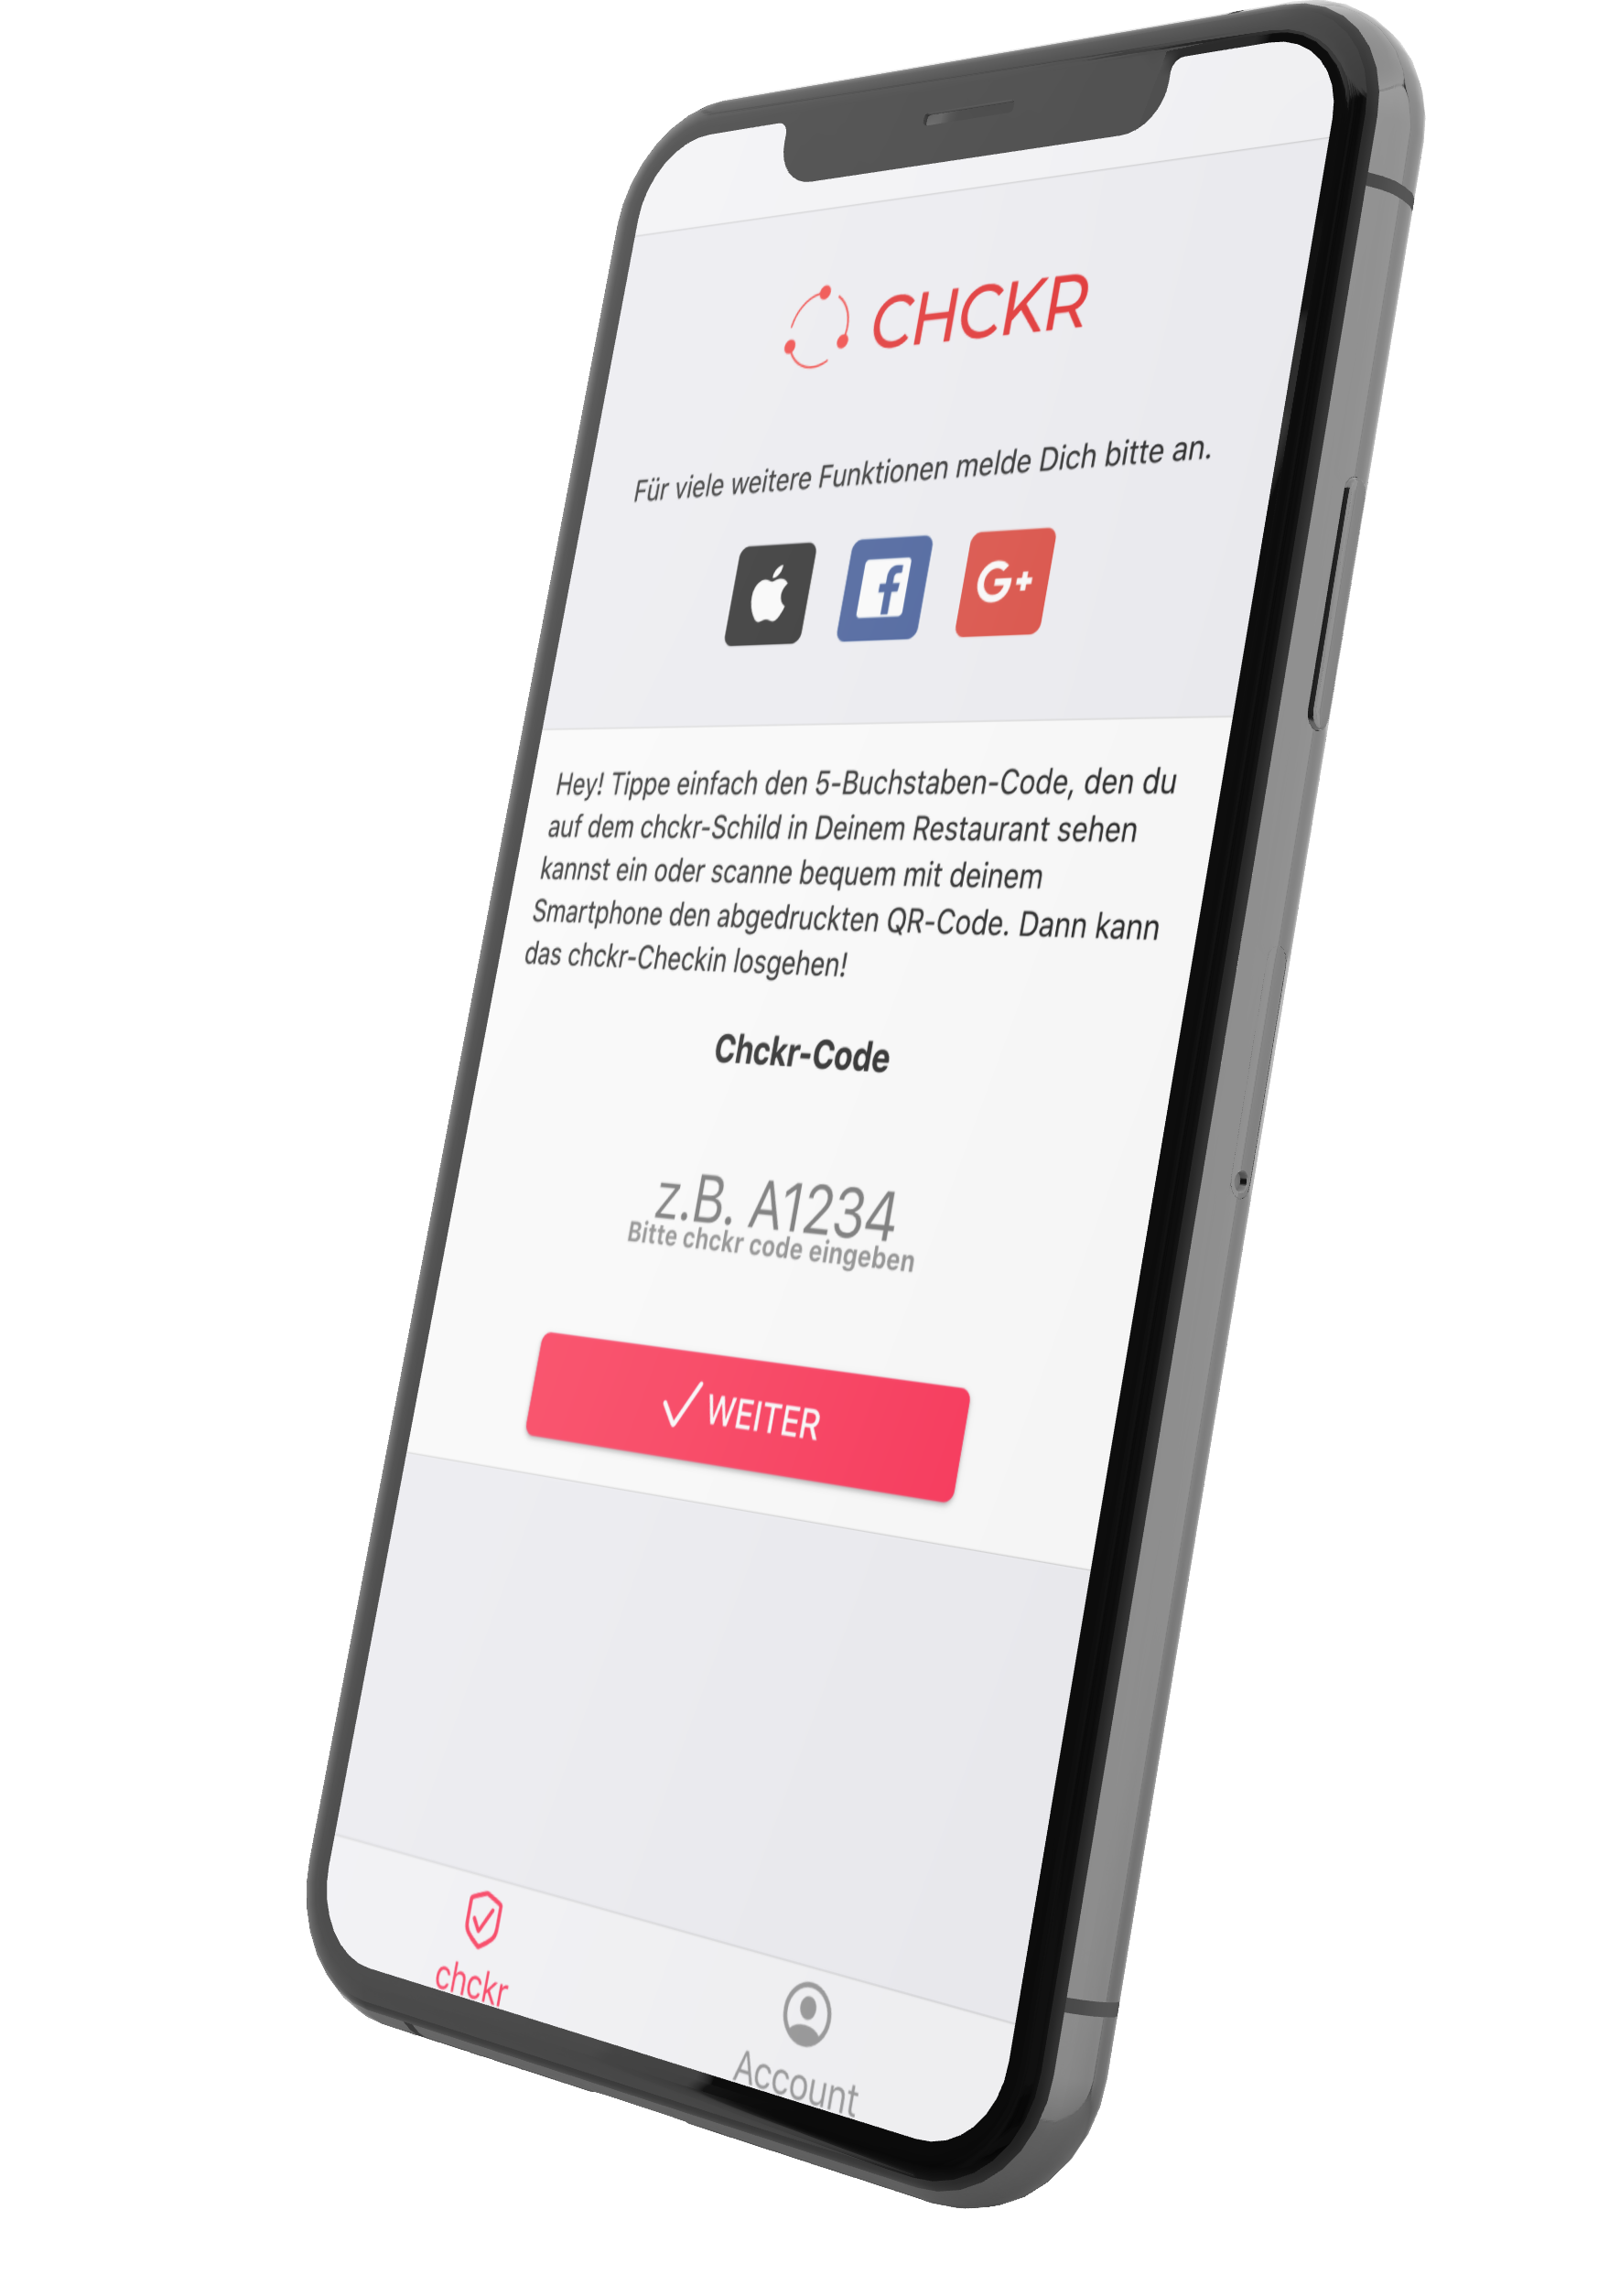 CHCKR
Für viele weitere Funktionen melde Dich bitte an.
G+
Hey! Tippe einfach den 5-Buchstaben-Code, den du
auf dem chckr-Schild in Deinem Restaurant sehen
kannst ein oder scanne bequem mit deinem
Smartphone den abgedruckten QR-Code. Dann kann
das chckr-Checkin losgehen!
Chckr-Code
z.B. A1234
Bitte chckr code eingeben
WEITER
chckr
Account